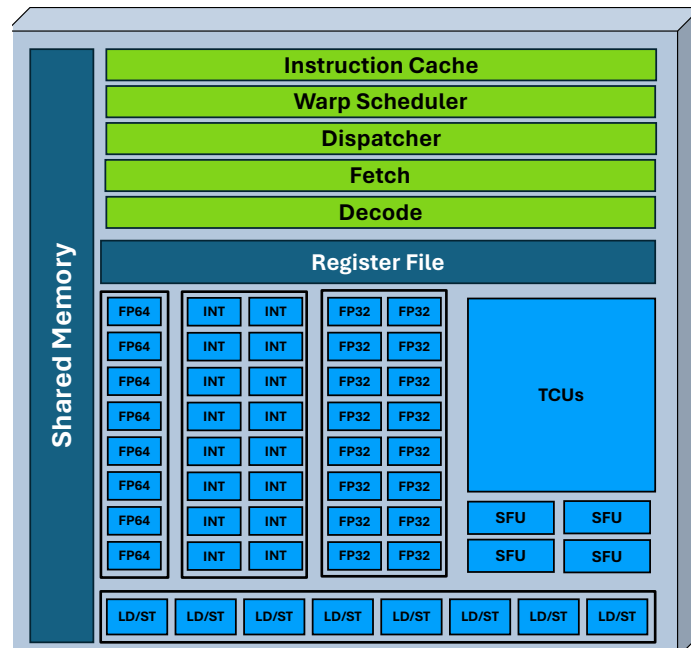 Instruction Cache
Warp Scheduler
Dispatcher
Fetch
Decode
Register File
Shared Memory
FP64 INT INT FP32 FP32
FP64 INT INT FP32 FP32
FP64 INT INT FP32 FP32
FP64 INT INT FP32 FP32
FP64 INT INT FP32 FP32
FP64 INT INT FP32 FP32
FP64 INT INT FP32 FP32
FP64 INT INT FP32 FP32
TCUs
SFU SFU
SFU SFU
LD/ST LD/ST LD/ST LD/ST LD/ST LD/ST LD/ST LD/ST